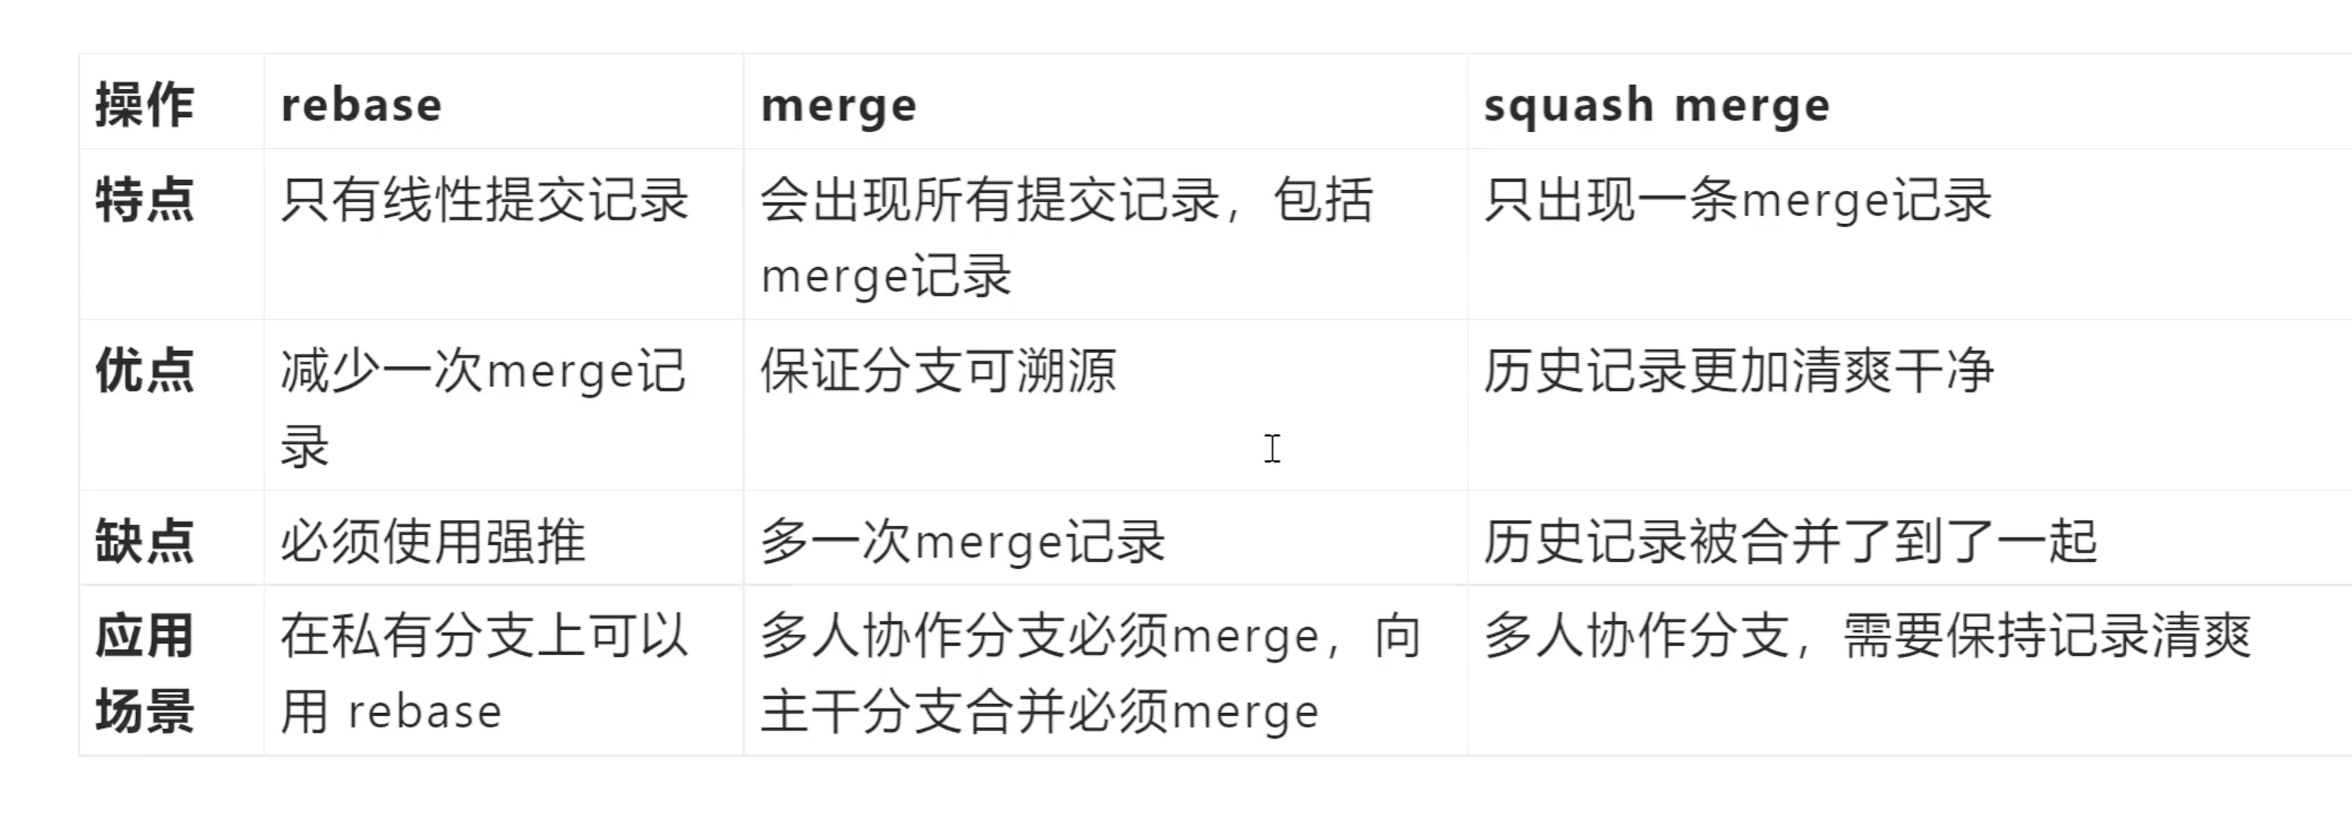 操作 rebase merge squash merge
特点 只有线性提交记录 会出现所有提交记录，包括 只出现一条merge记录
merge记录
优点 减少一次merge记 保证分支可溯源 历史记录更加清爽干净
录
缺点 必须使用强推 多一次merge记录 历史记录被合并了到了一起
应用 在私有分支上可以 多人协作分支必须merge，向 多人协作分支，需要保持记录清爽
场景 用 rebase 主干分支合并必须merge